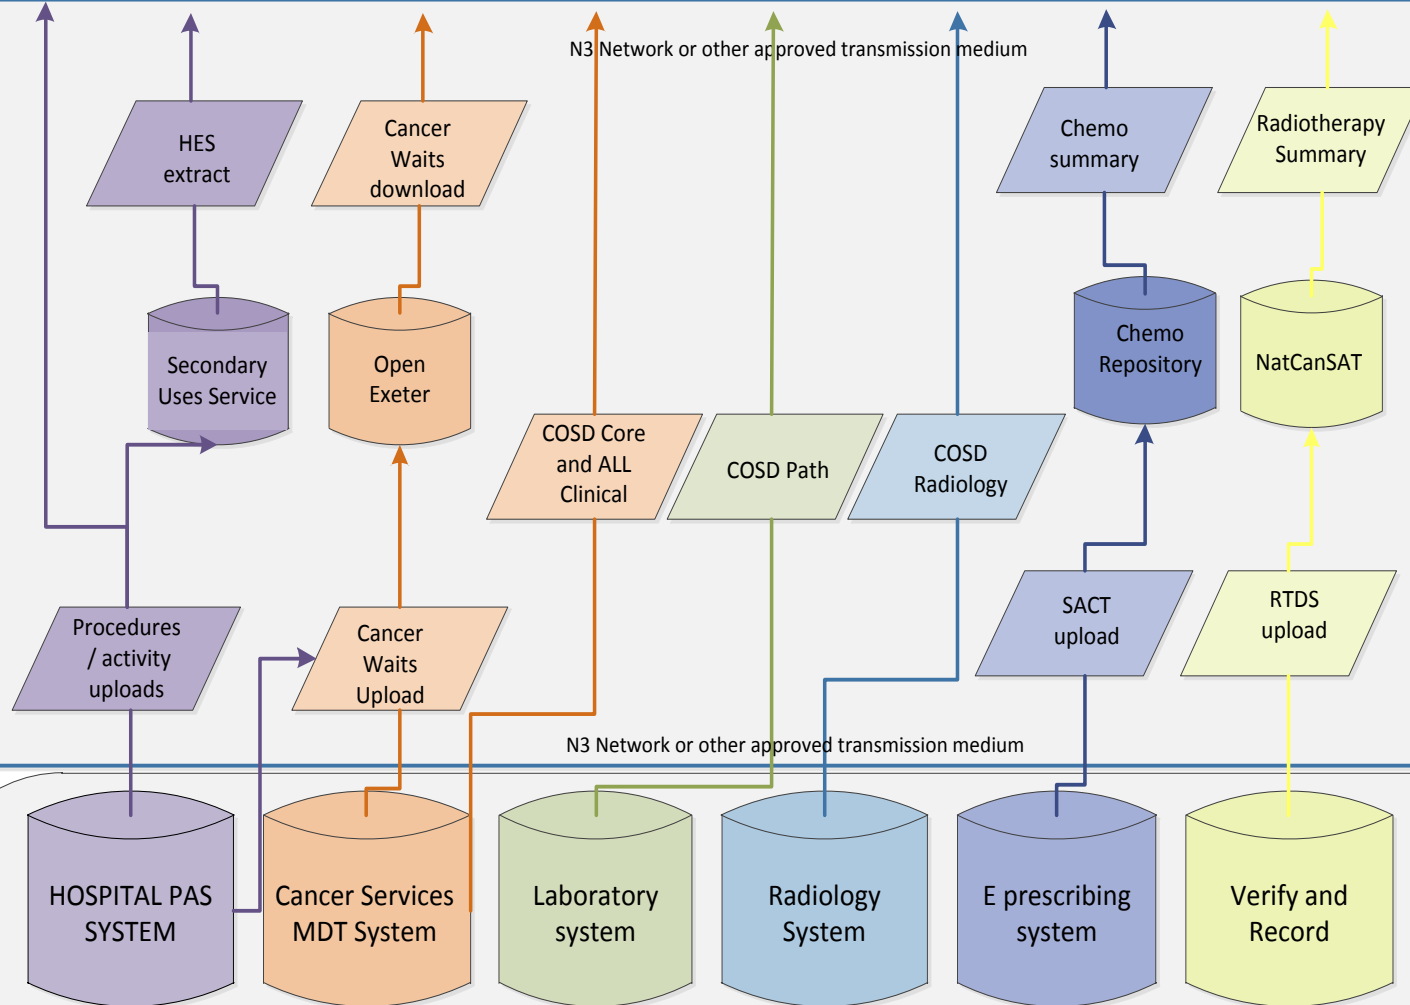 N3 Network or other approved transmission medium
HES
extract
Cancer
Waits
download
Chemo
summary
Radiotherapy
Summary
Secondary
Uses Service
Open
Exeter
Chemo
Repository
NatCanSAT
COSD Core
and ALL
Clinical
COSD Path
COSD
Radiology
Procedures
/ activity
uploads
Cancer
Waits
Upload
SACT
upload
RTDS
upload
N3 Network or other approved transmission medium
HOSPITAL PAS
SYSTEM
Cancer Services
MDT System
Laboratory
system
Radiology
System
E prescribing
system
Verify and
Record